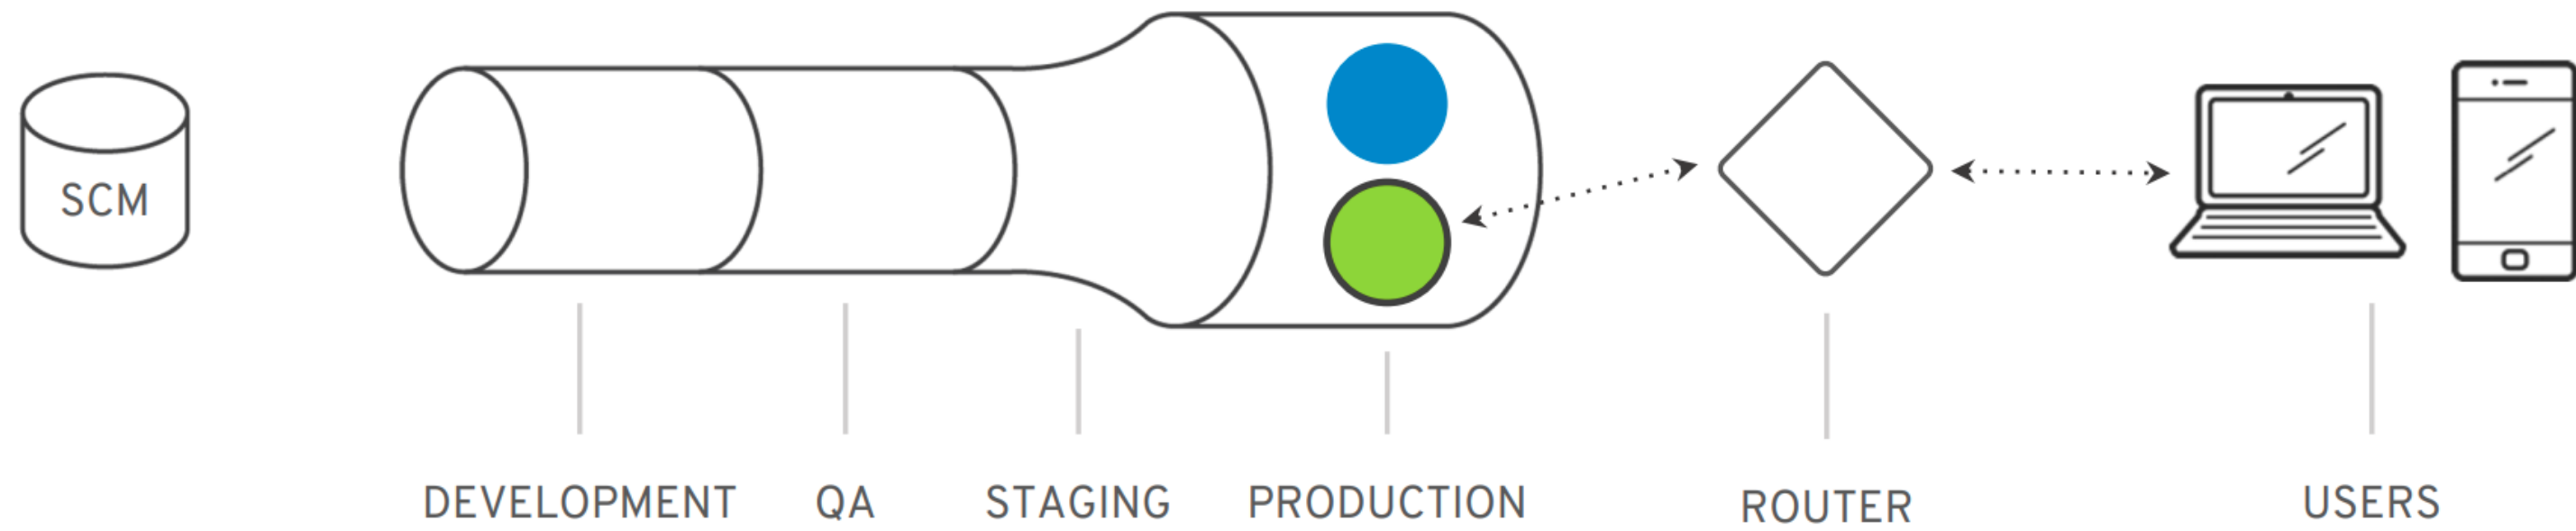 SCM
DEVELOPMENT
QA
STAGING
PRODUCTION
ROUTER
USERS